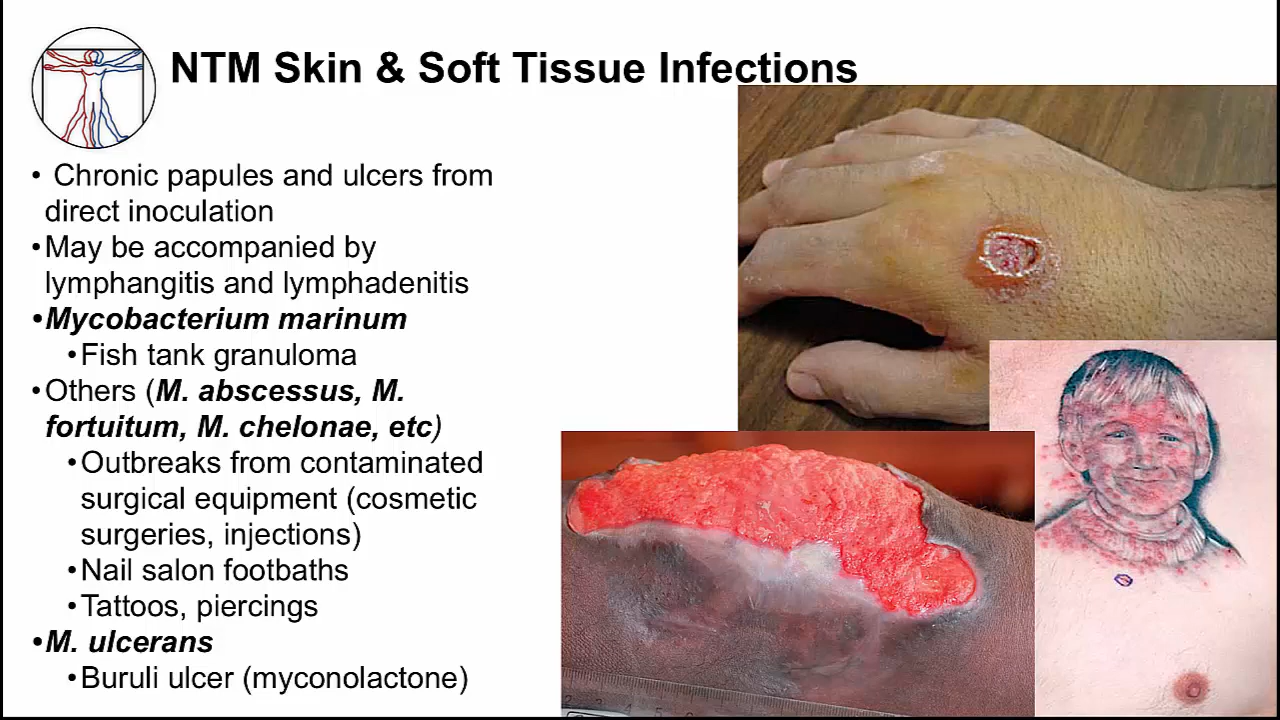 NTM Skin & Soft Tissue Infections
• Chronic papules and ulcers from
direct inoculation
•May be accompanied by
lymphangitis and lymphadenitis
•Mycobacterium marinum
•Fish tank granuloma
•Others (M. abscessus, M.
fortuitum, M. chelonae, etc)
•Outbreaks from contaminated
surgical equipment (cosmetic
surgeries, injections)
•Nail salon footbaths
•Tattoos, piercings
•M. ulcerans
•Buruli ulcer (myconolactone)